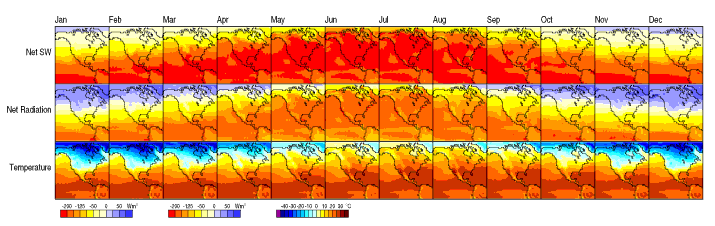 Jan Feb Mar Apr May Jun Jul Aug Sep Oct Nov Dec
Net SW
Net Radiation
Temperature
-200 -125 -50 0 50 Wm²
-200 -125 -50 0 50 Wm²
-40-30-20 -10 0 10 20 30 °C